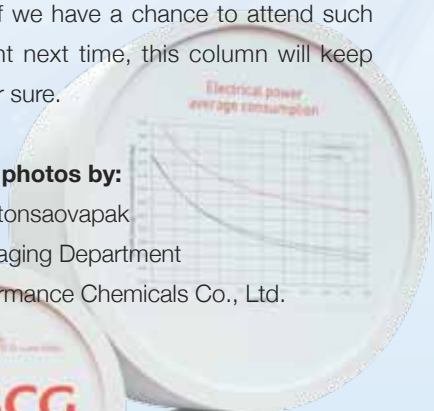 f we have a chance to attend such
nt next time, this column will keep
r sure.
photos by:
tonsaovapak
aging Department
rmance Chemicals Co., Ltd.
Electrical power
average consumption
CG